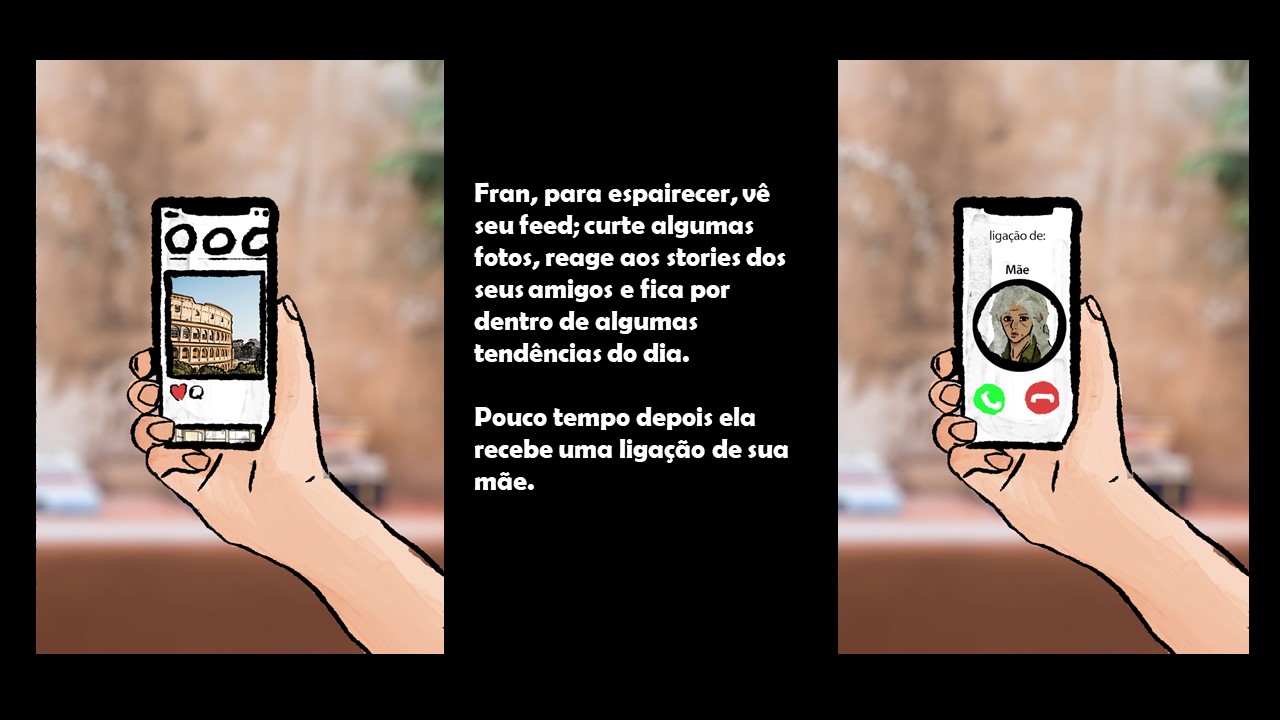 Fran, para espairecer, vê
seu feed; curte algumas
fotos, reage aos stories dos
seus amigos e fica por
dentro de algumas
tendências do dia.
Pouco tempo depois ela
recebe uma ligação de sua
mãe.
ligação de:
Mãe